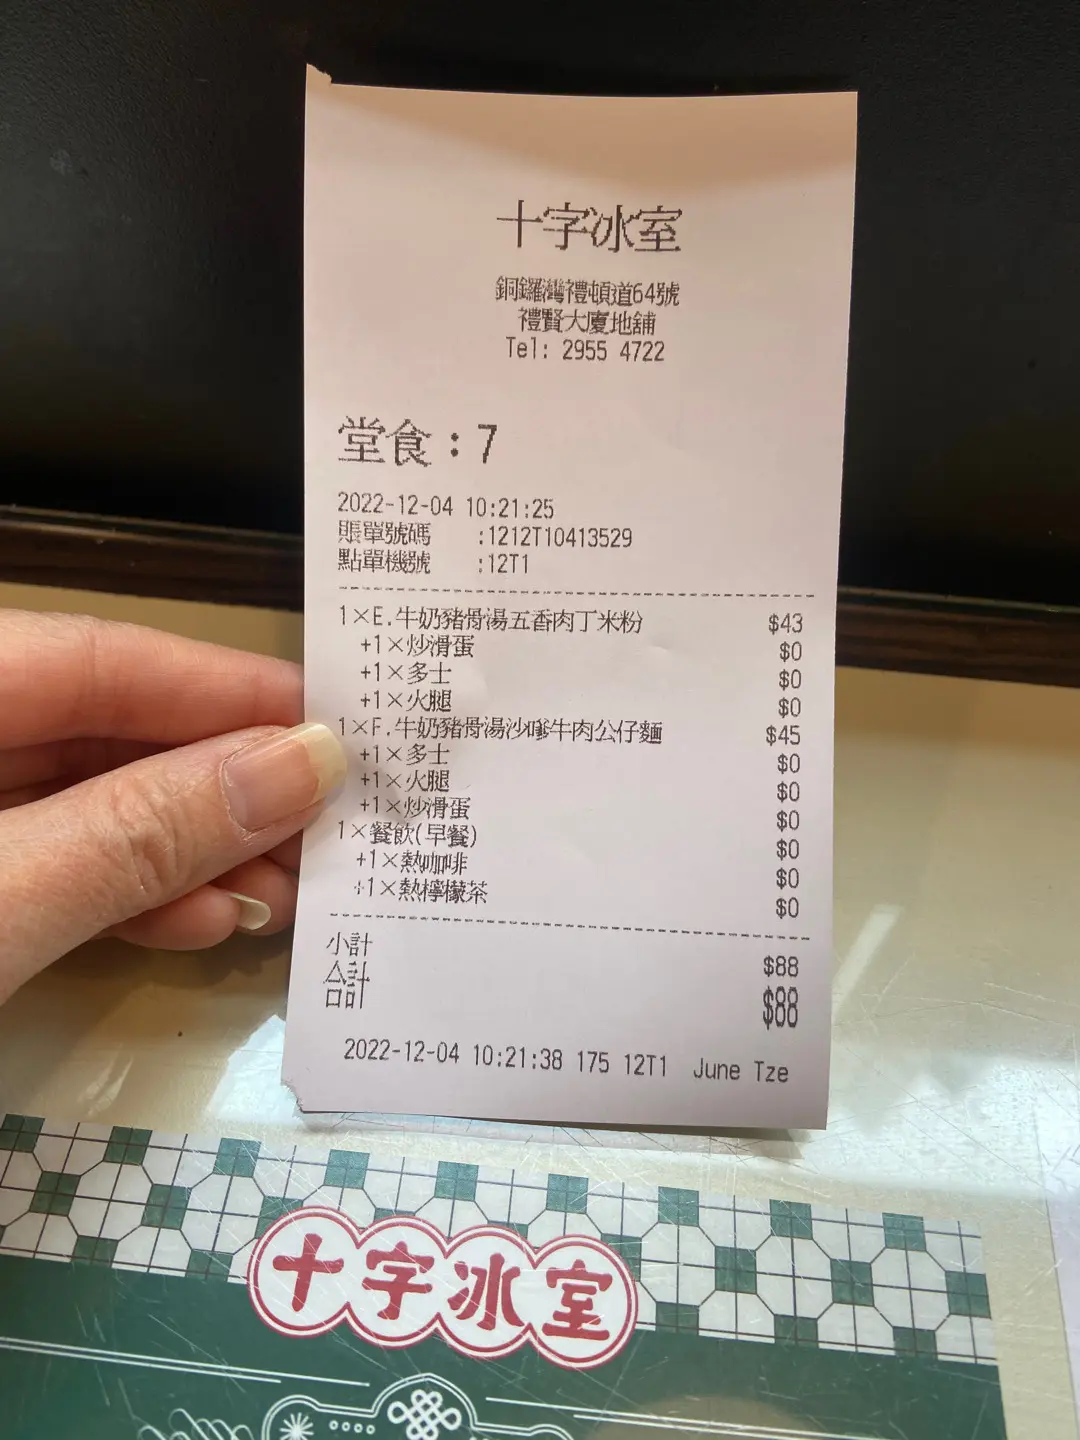 十字冰室
銅鑼灣禮頓道64號
禮賢大廈地舖
Tel: 2955 4722
堂食：7
2022-12-04 10:21:25
賬單號碼 :1212T10413529
點單機號 :12T1
1×E.牛奶豬骨湯五香肉丁米粉 $43
+1×炒滑蛋 $0
+1×多士 $0
+1×火腿 $0
1×F.牛奶豬骨湯沙嗲牛肉公仔麵 $45
+1×多士 $0
+1×火腿 $0
+1×炒滑蛋 $0
1×餐飲(早餐) $0
+1×熱咖啡 $0
+1×熱檸檬茶 $0
小計 $88
合計 $88
2022-12-04 10:21:38 175 12T1 June Tze
十字冰室